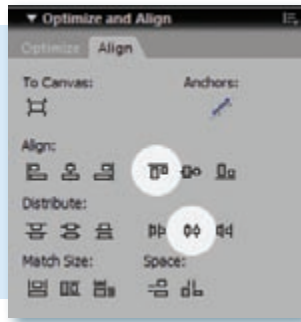 Optimize and Align
Optimize Align
To Canvas: Anchors:
Align:
Distribute:
Match Size: Space: